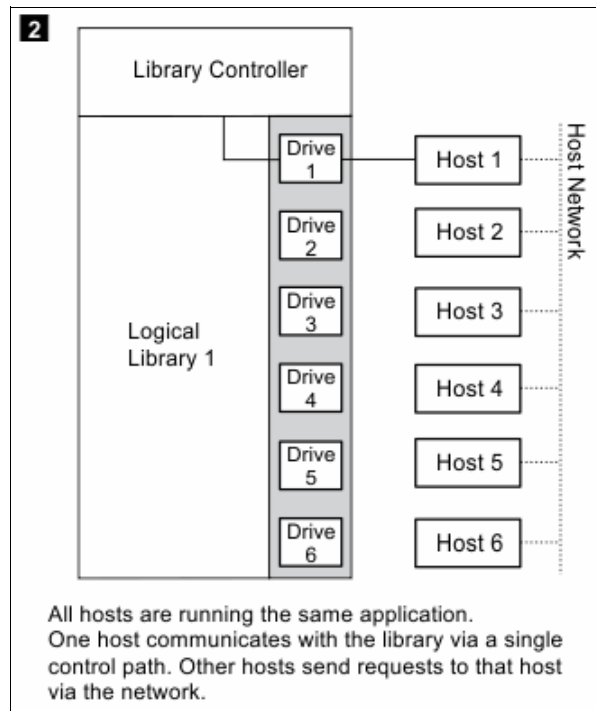 2
Library Controller
Drive
1
Host 1
Host Network
Drive
2
Host 2
Drive
3
Host 3
Logical
Library 1
Drive
4
Host 4
Drive
5
Host 5
Drive
6
Host 6
All hosts are running the same application.
One host communicates with the library via a single
control path. Other hosts send requests to that host
via the network.